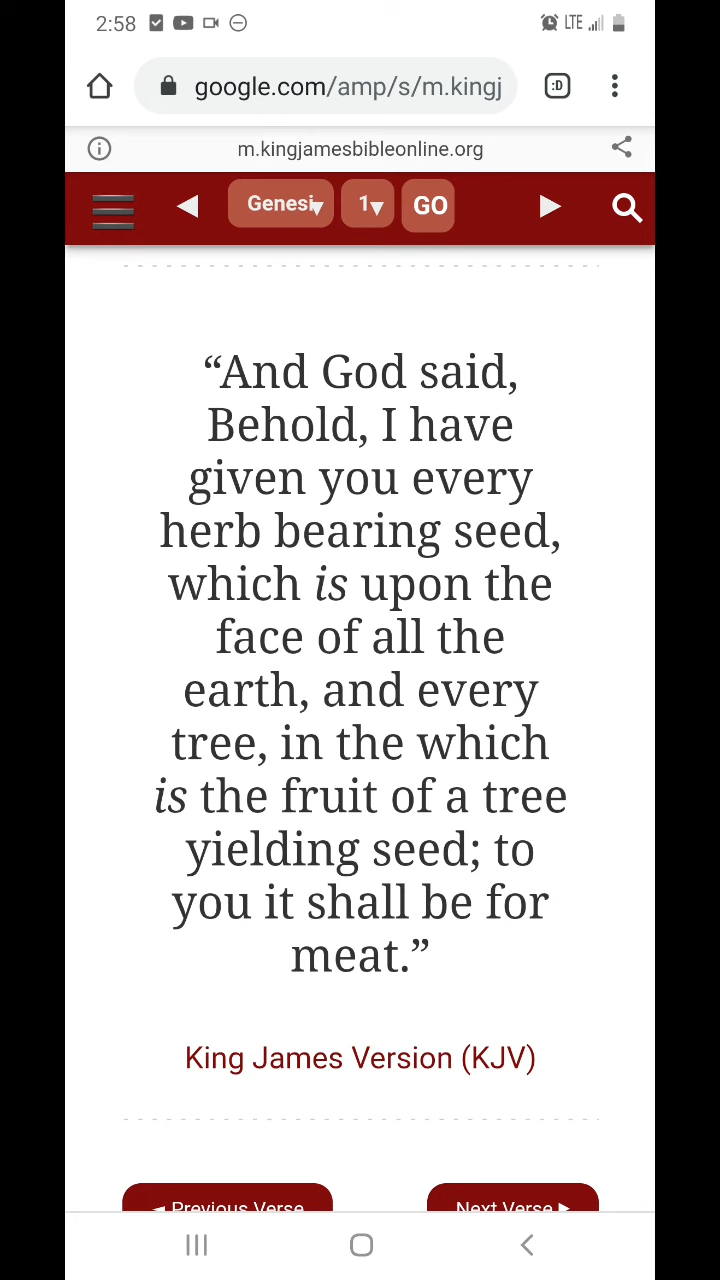 2:58 LTE
google.com/amp/s/m.kingj :D
m.kingjamesbibleonline.org
Genesi 1 GO
“And God said,
Behold, I have
given you every
herb bearing seed,
which is upon the
face of all the
earth, and every
tree, in the which
is the fruit of a tree
yielding seed; to
you it shall be for
meat.”
King James Version (KJV)
◄ Previous Verse Next Verse ►